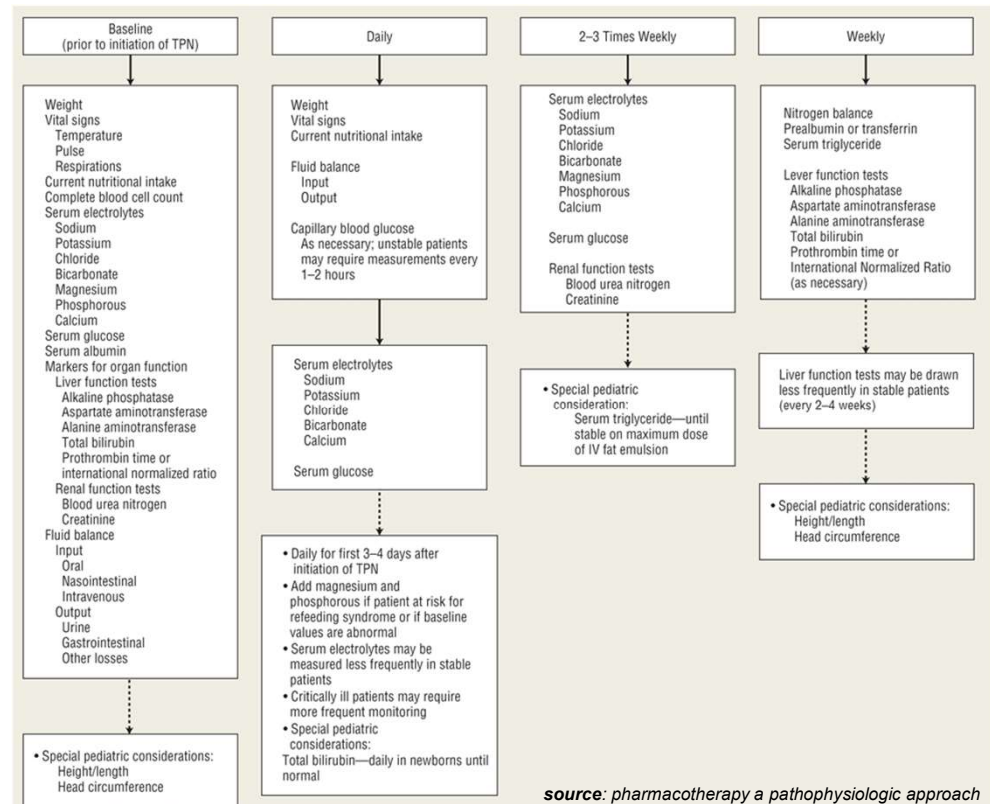 Baseline
(prior to initiation of TPN)
Weight
Vital signs
Temperature
Pulse
Respirations
Current nutritional intake
Complete blood cell count
Serum electrolytes
Sodium
Potassium
Chloride
Bicarbonate
Magnesium
Phosphorous
Calcium
Serum glucose
Serum albumin
Markers for organ function
Liver function tests
Alkaline phosphatase
Aspartate aminotransferase
Alanine aminotransferase
Total bilirubin
Prothrombin time or
international normalized ratio
Renal function tests
Blood urea nitrogen
Creatinine
Fluid balance
Input
Oral
Nasointestinal
Intravenous
Output
Urine
Gastrointestinal
Other losses
• Special pediatric considerations:
Height/length
Head circumference
Daily
Weight
Vital signs
Current nutritional intake
Fluid balance
Input
Output
Capillary blood glucose
As necessary; unstable patients
may require measurements every
1–2 hours
Serum electrolytes
Sodium
Potassium
Chloride
Bicarbonate
Calcium
Serum glucose
• Daily for first 3–4 days after
initiation of TPN
• Add magnesium and
phosphorous if patient at risk for
refeeding syndrome or if baseline
values are abnormal
• Serum electrolytes may be
measured less frequently in stable
patients
• Critically ill patients may require
more frequent monitoring
• Special pediatric
considerations:
Total bilirubin—daily in newborns until
normal
2–3 Times Weekly
Serum electrolytes
Sodium
Potassium
Chloride
Bicarbonate
Magnesium
Phosphorous
Calcium
Serum glucose
Renal function tests
Blood urea nitrogen
Creatinine
• Special pediatric
consideration:
Serum triglyceride—until
stable on maximum dose
of IV fat emulsion
Weekly
Nitrogen balance
Prealbumin or transferrin
Serum triglyceride
Lever function tests
Alkaline phosphatase
Aspartate aminotransferase
Alanine aminotransferase
Total bilirubin
Prothrombin time or
International Normalized Ratio
(as necessary)
Liver function tests may be drawn
less frequently in stable patients
(every 2–4 weeks)
• Special pediatric considerations:
Height/length
Head circumference
source: pharmacotherapy a pathophysiologic approach